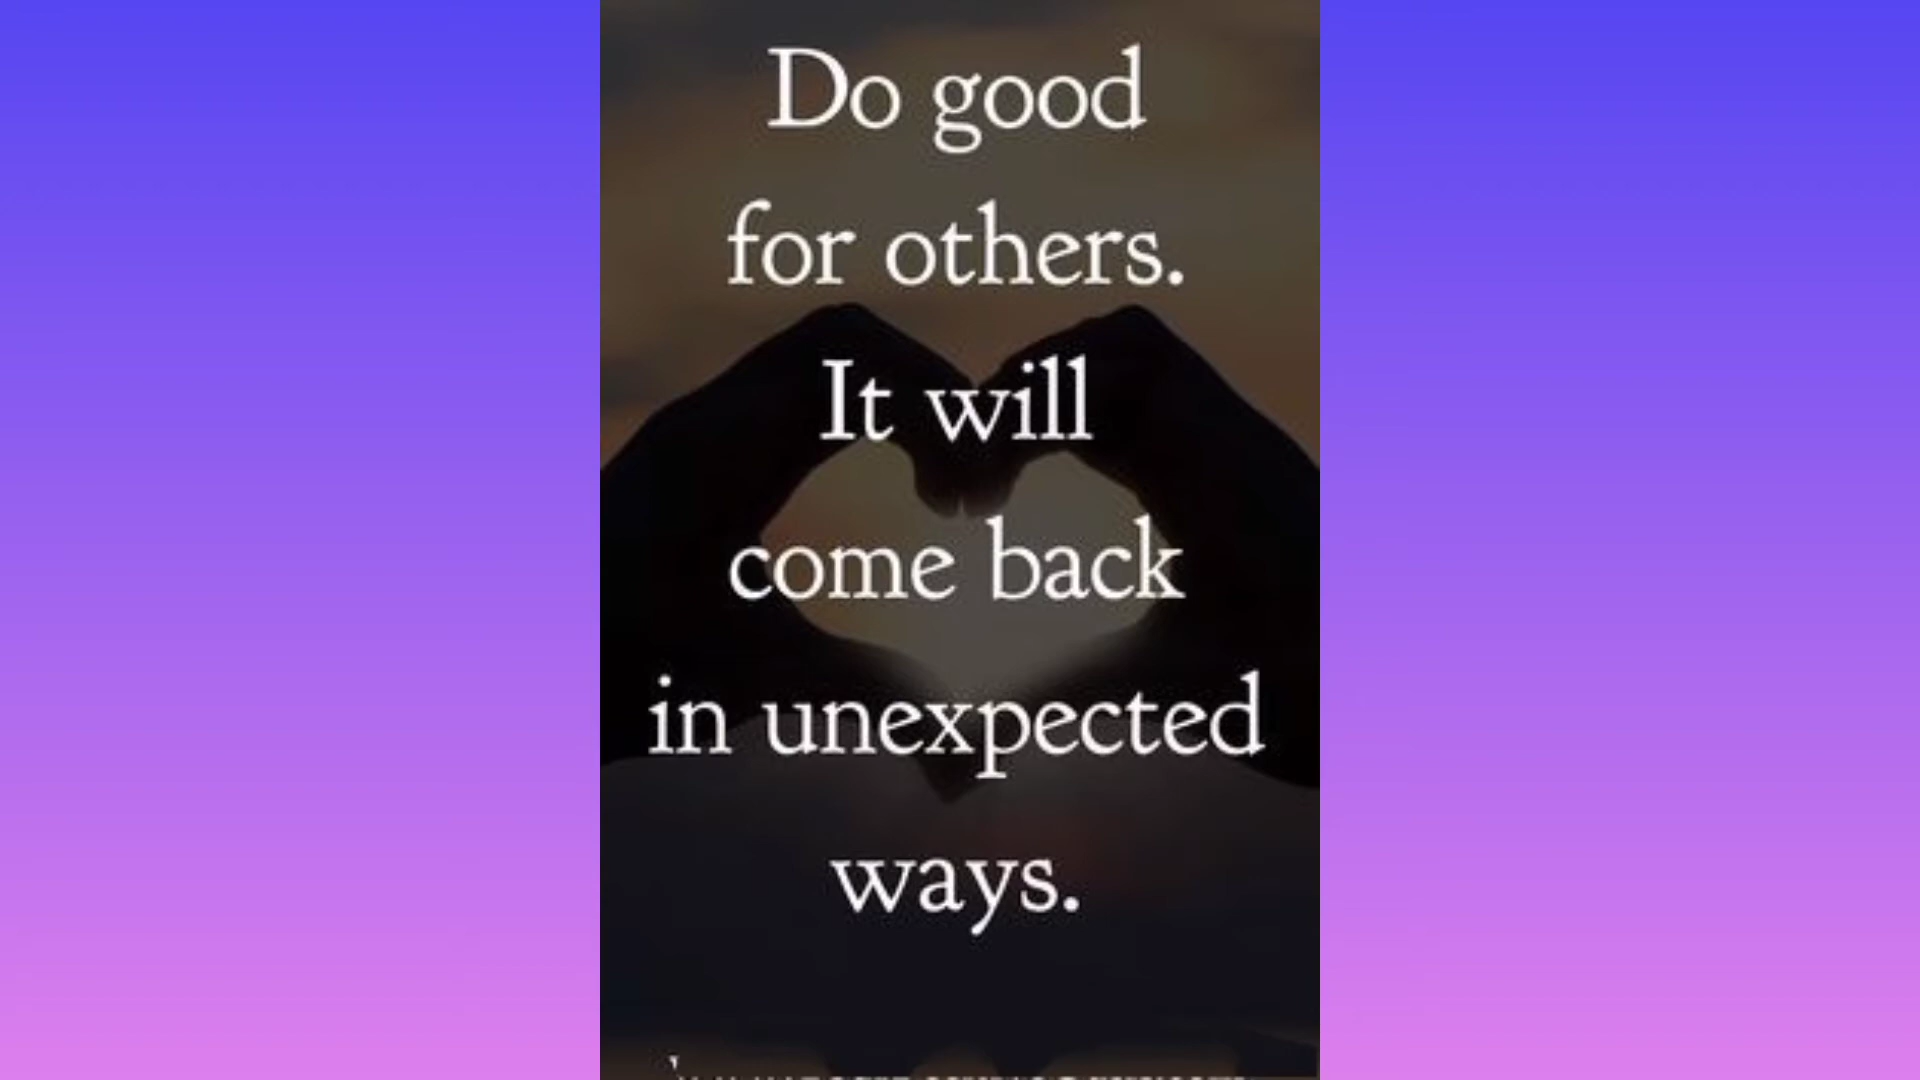 Do good
for others.
It will
come back
in unexpected
ways.